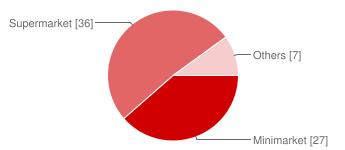 Supermarket [36]
Others [7]
Minimarket [27]